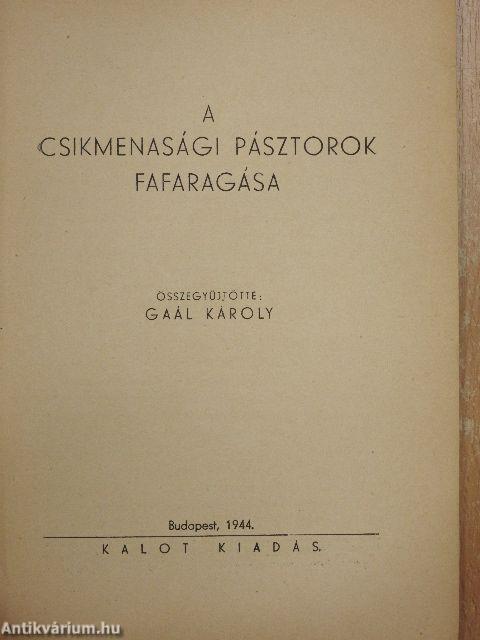 A
CSIKMENASÁGI PÁSZTOROK
FAFARAGÁSA
ÖSSZEGYŰJTÖTTE:
GAÁL KÁROLY
Budapest, 1944.
KALOT KIADÁS.
Antikvárium.hu